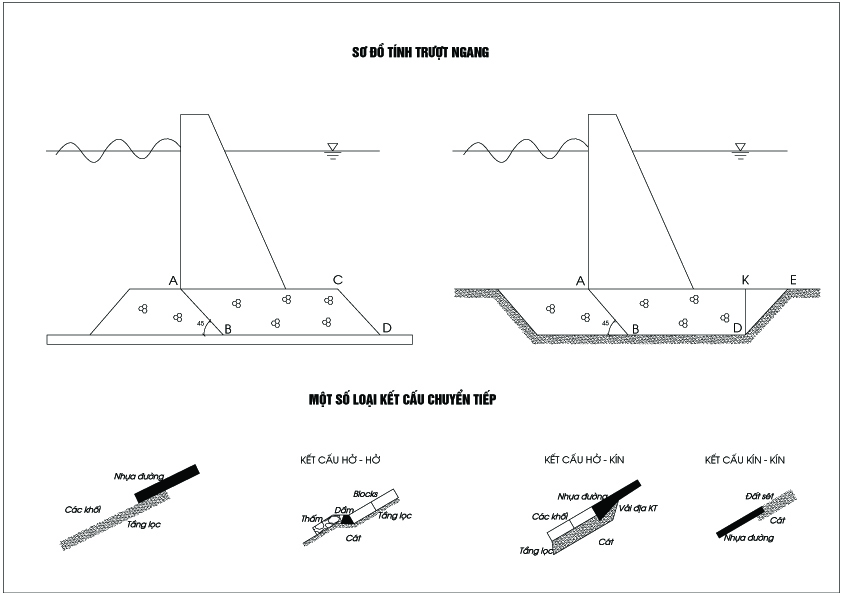 SƠ ĐỒ TÍNH TRƯỢT NGANG
A
C
45
B
D
A
K
E
45
B
D
MỘT SỐ LOẠI KẾT CẤU CHUYỂN TIẾP
Nhựa đường
Các khối
Tầng lọc
KẾT CẤU HỞ - HỞ
Blocks
Dầm
Thấm
Tầng lọc
Cát
KẾT CẤU HỞ - KÍN
Nhựa đường
Các khối
Vải địa KT
Tầng lọc
Cát
KẾT CẤU KÍN - KÍN
Đất sét
Cát
Nhựa đường